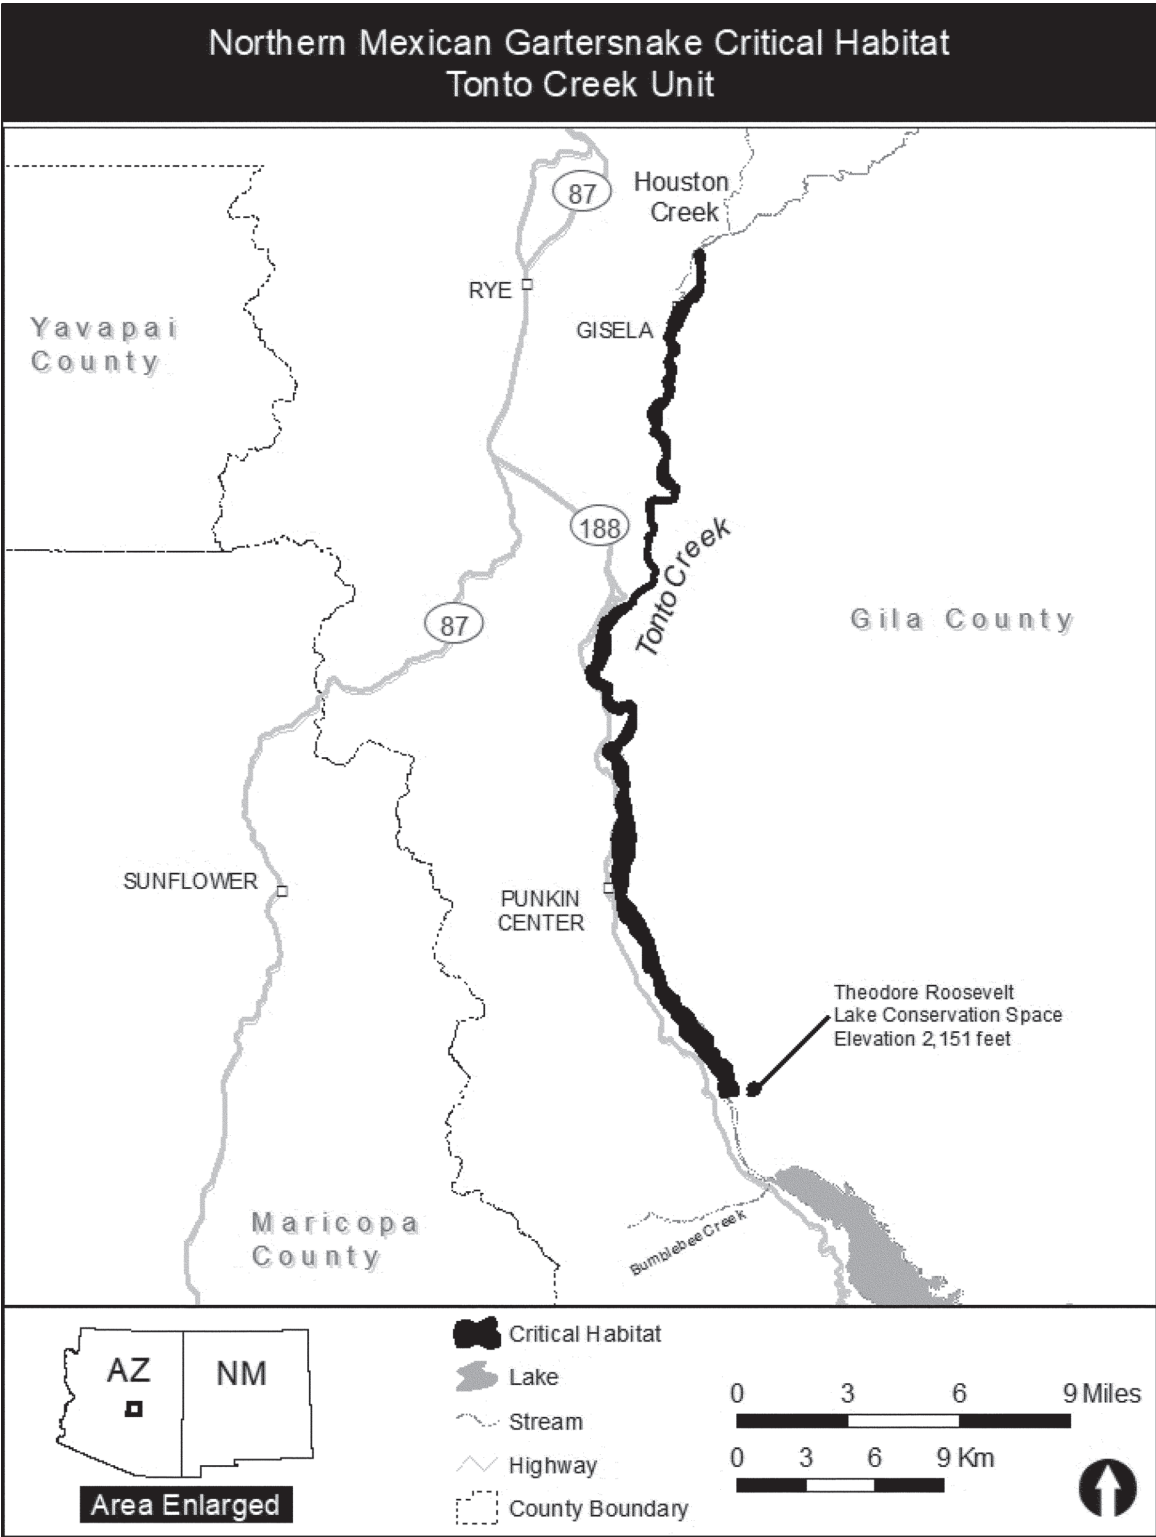 Northern Mexican Gartersnake Critical Habitat
Tonto Creek Unit
87
Houston
Creek
RYE
GISELA
Yavapai
County
188
Tonto Creek
87
Gila County
SUNFLOWER
PUNKIN
CENTER
Theodore Roosevelt
Lake Conservation Space
Elevation 2,151 feet
Maricopa
County
Bumblebee Creek
AZ
NM
Area Enlarged
Critical Habitat
Lake
Stream
Highway
County Boundary
0 3 6 9 Miles
0 3 6 9 Km